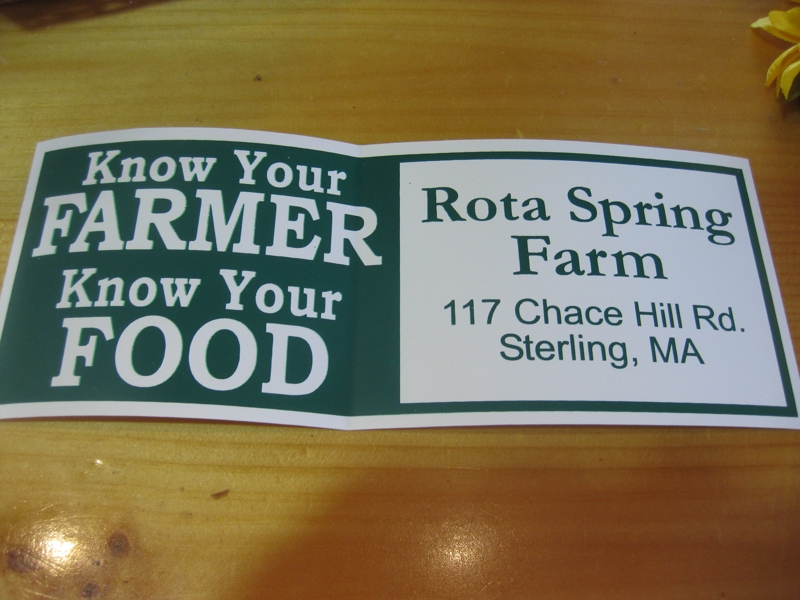 Know Your
FARMER
Know Your
FOOD
Rota Spring
Farm
117 Chace Hill Rd.
Sterling, MA